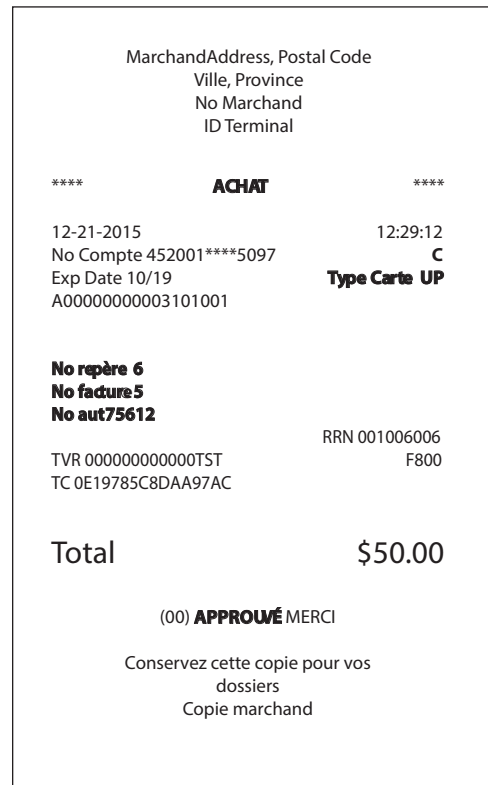 MarchandAddress, Postal Code
Ville, Province
No Marchand
ID Terminal
**** ACHAT ****
12-21-2015 12:29:12
No Compte 452001****5097 C
Exp Date 10/19 Type Carte UP
A00000000003101001
No repère 6
No facture 5
No aut75612
RRN 001006006
TVR 000000000000TST F800
TC 0E19785C8DAA97AC
Total $50.00
(00) APPROUVÉ MERCI
Conservez cette copie pour vos
dossiers
Copie marchand